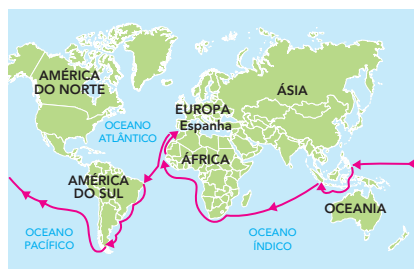 AMÉRICA
DO NORTE
EUROPA
Espanha
ÁSIA
OCEANO
ATLÂNTICO
ÁFRICA
AMÉRICA
DO SUL
OCEANIA
OCEANO
PACÍFICO
OCEANO
ÍNDICO